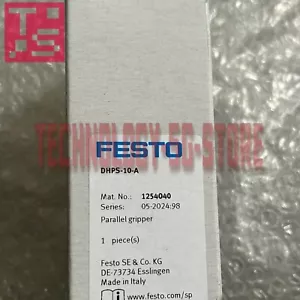 TS
FESTO
TECHNOLOGY SG-STORE
DHPS-10-A
Mat. No.: 1254040
Series: 05-2024:98
Parallel gripper
1 piece(s)
Festo SE & Co. KG
DE-73734 Esslingen
Made in Italy
www.festo.com/sp